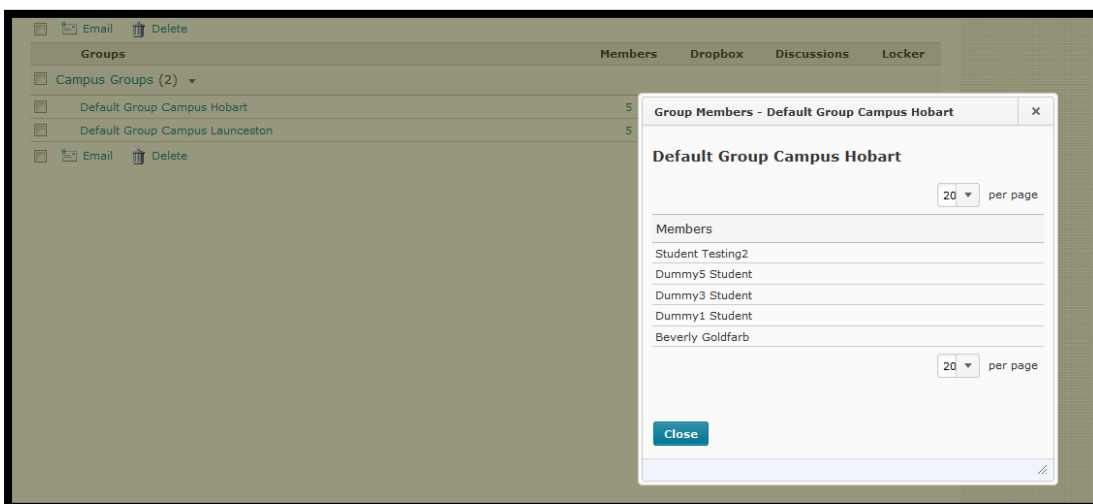 Email Delete
Groups Members Dropbox Discussions Locker
Campus Groups (2)
Default Group Campus Hobart 5
Default Group Campus Launceston 5
Email Delete
Group Members - Default Group Campus Hobart ×
Default Group Campus Hobart
20 per page
Members
Student Testing2
Dummy5 Student
Dummy3 Student
Dummy1 Student
Beverly Goldfarb
20 per page
Close